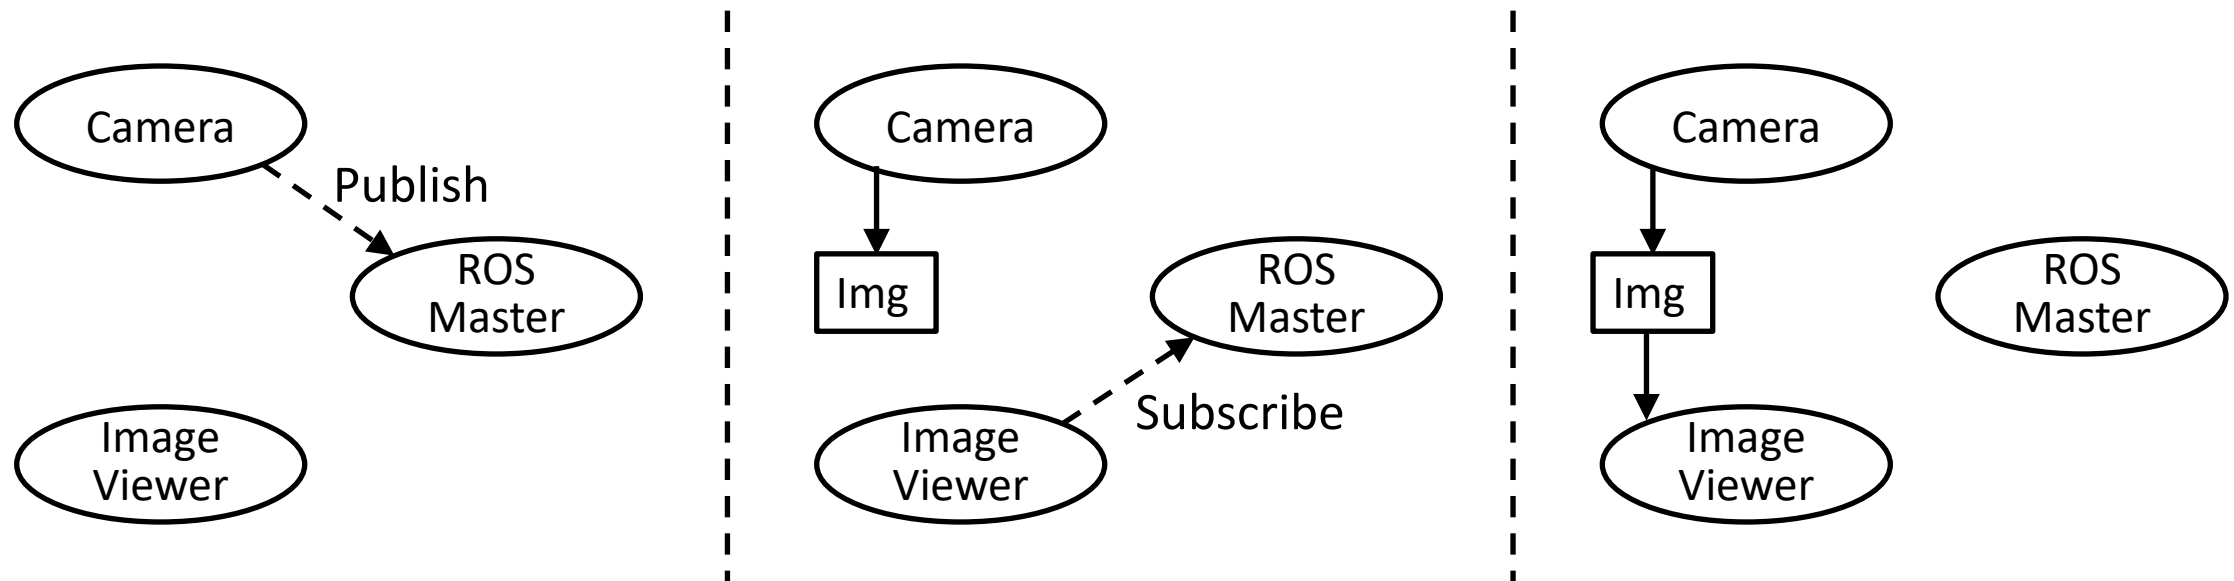 Camera
Publish
ROS
Master
Image
Viewer
Camera
Img
ROS
Master
Subscribe
Image
Viewer
Camera
Img
ROS
Master
Image
Viewer